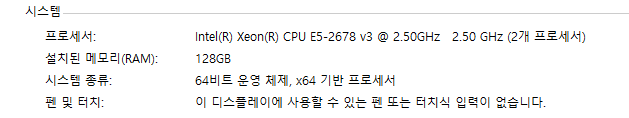 시스템
프로세서: Intel(R) Xeon(R) CPU E5-2678 v3 @ 2.50GHz 2.50 GHz (2개 프로세서)
설치된 메모리(RAM): 128GB
시스템 종류: 64비트 운영 체제, x64 기반 프로세서
펜 및 터치: 이 디스플레이에 사용할 수 있는 펜 또는 터치식 입력이 없습니다.